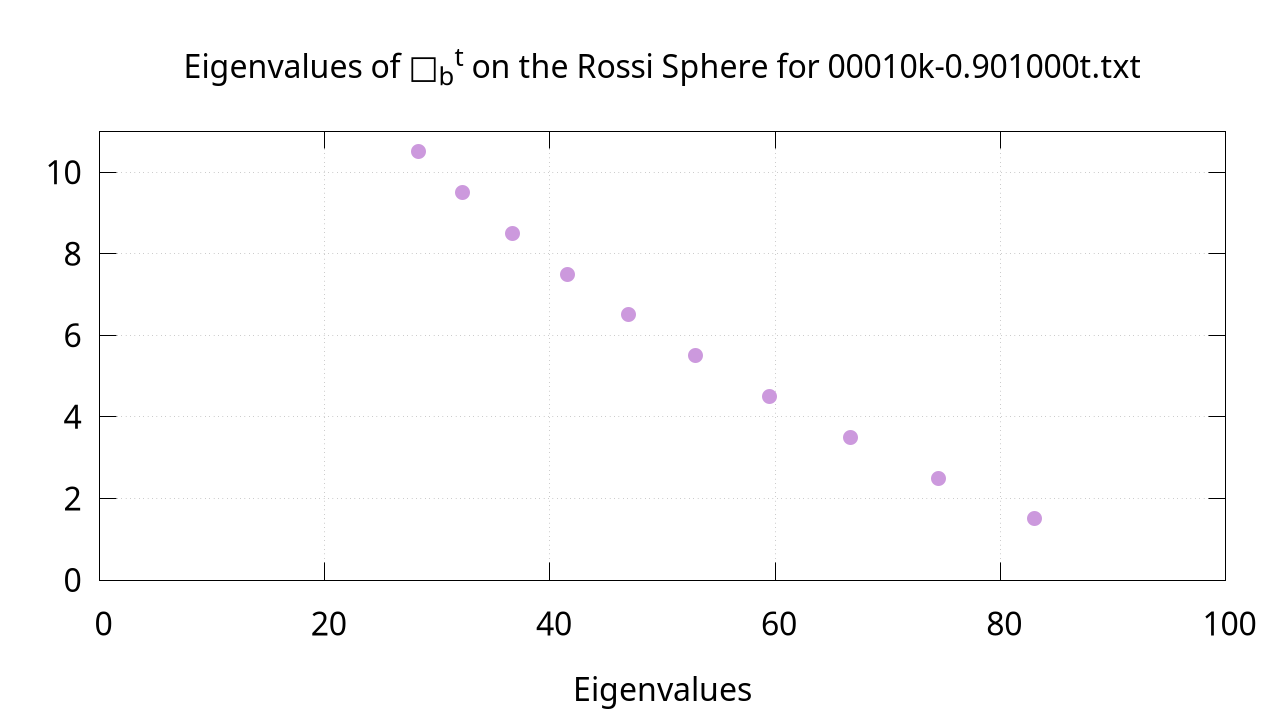 Eigenvalues of □_b^t on the Rossi Sphere for 00010k-0.901000t.txt
10
8
6
4
2
0
0 20 40 60 80 100
Eigenvalues